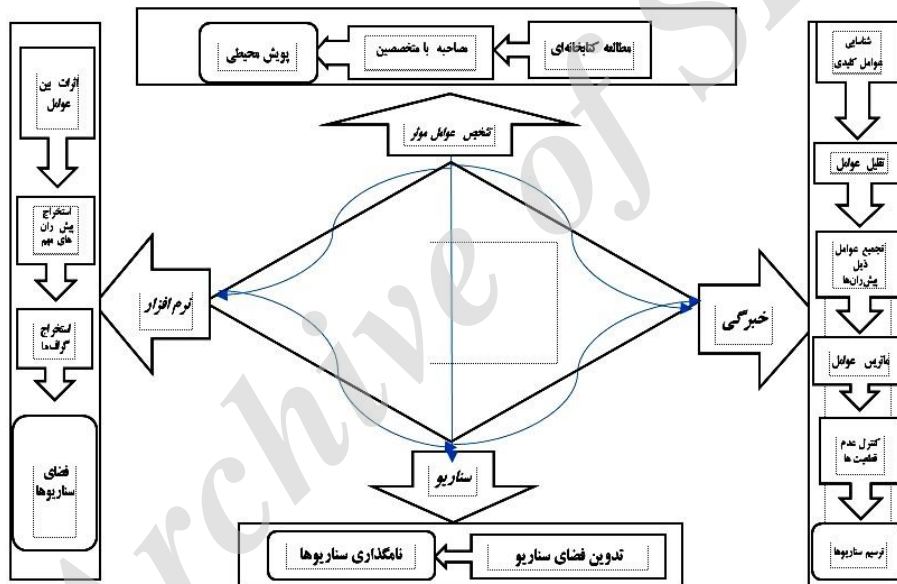 مطالعه کتابخانه‌ای
مصاحبه با متخصصین
پویش محیطی
شناسایی
عوامل کلیدی
تقلیل عوامل
تجمیع عوامل
ذیل
پیش‌ران‌ها
ماتریس عوامل
کنترل عدم
قطعیت ها
ترسیم سناریوها
اثرات بین
عوامل
استخراج
پیش ران
های مهم
استخراج
گراف‌ها
فضای
سناریوها
تشخیص عوامل موثر
نرم افزار
خبرگی
سناریو
تدوین فضای سناریو
نامگذاری سناریوها
Archive of S